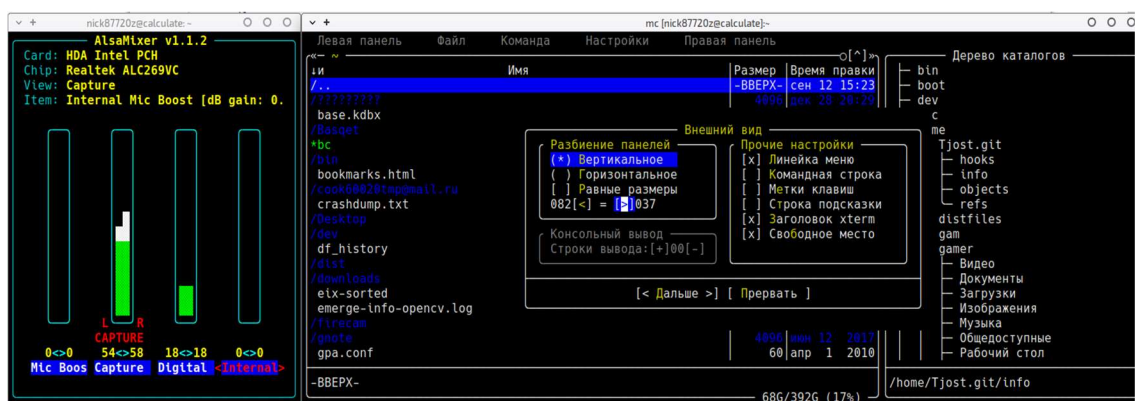 nick87720z@calculate:~
AlsaMixer v1.1.2
Card: HDA Intel PCH
Chip: Realtek ALC269VC
View: Capture
Item: Internal Mic Boost [dB gain: 0.
L R
CAPTURE
0<>0 54<>58 18<>18 0<>0
Mic Boos Capture Digital <Internal>
mc [nick87720z@calculate]:~
Левая панель Файл Команда Настройки Правая панель
«— ~ [^]»
↓и Имя Размер Время правки
/.. -ВВЕРХ- сен 12 15:23
/????????? 4096 дек 28 20:29
base.kdbx
/Basqet
*bc
/bin
bookmarks.html
crashdump.txt
/Desktop
/dev
df_history
/dist
/downloads
eix-sorted
emerge-info-opencv.log
/firecam
/gnote 4096 июн 12 2017
gpa.conf 60 апр 1 2010
-ВВЕРХ-
68G/392G (17%)
Внешний вид
Разбиение панелей
(*) Вертикальное
( ) Горизонтальное
[ ] Равные размеры
082[<] = [>]037
Консольный вывод
Строки вывода:[+]00[-]
Прочие настройки
[x] Линейка меню
[ ] Командная строка
[ ] Метки клавиш
[ ] Строка подсказки
[x] Заголовок xterm
[x] Свободное место
[< Дальше >] [ Прервать ]
Дерево каталогов
bin
boot
dev
c
me
Tjost.git
hooks
info
objects
refs
distfiles
gam
gamer
Видео
Документы
Загрузки
Изображения
Музыка
Общедоступные
Рабочий стол
/home/Tjost.git/info